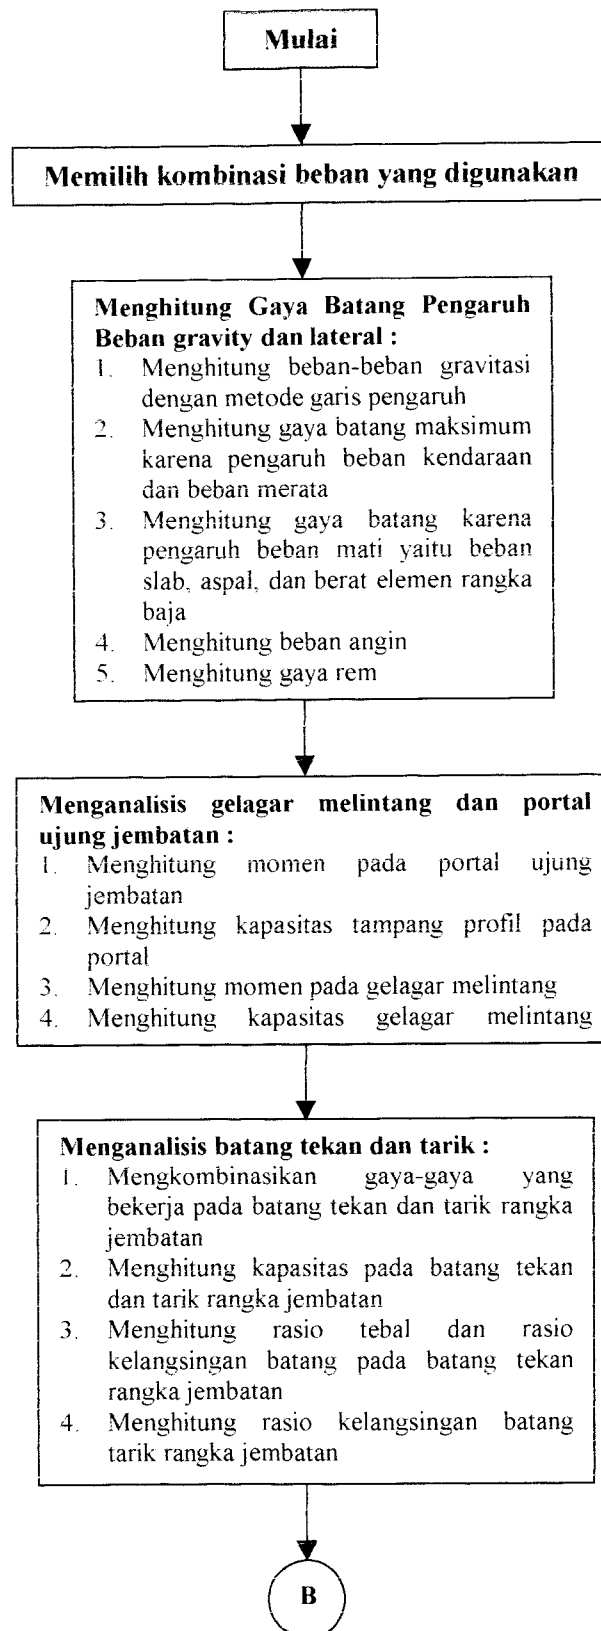 Mulai
Memilih kombinasi beban yang digunakan
Menghitung Gaya Batang Pengaruh
Beban gravity dan lateral :
1. Menghitung beban-beban gravitasi
dengan metode garis pengaruh
2. Menghitung gaya batang maksimum
karena pengaruh beban kendaraan
dan beban merata
3. Menghitung gaya batang karena
pengaruh beban mati yaitu beban
slab, aspal, dan berat elemen rangka
baja
4. Menghitung beban angin
5. Menghitung gaya rem
Menganalisis gelagar melintang dan portal
ujung jembatan :
1. Menghitung momen pada portal ujung
jembatan
2. Menghitung kapasitas tampang profil pada
portal
3. Menghitung momen pada gelagar melintang
4. Menghitung kapasitas gelagar melintang
Menganalisis batang tekan dan tarik :
1. Mengkombinasikan gaya-gaya yang
bekerja pada batang tekan dan tarik rangka
jembatan
2. Menghitung kapasitas pada batang tekan
dan tarik rangka jembatan
3. Menghitung rasio tebal dan rasio
kelangsingan batang pada batang tekan
rangka jembatan
4. Menghitung rasio kelangsingan batang
tarik rangka jembatan
B